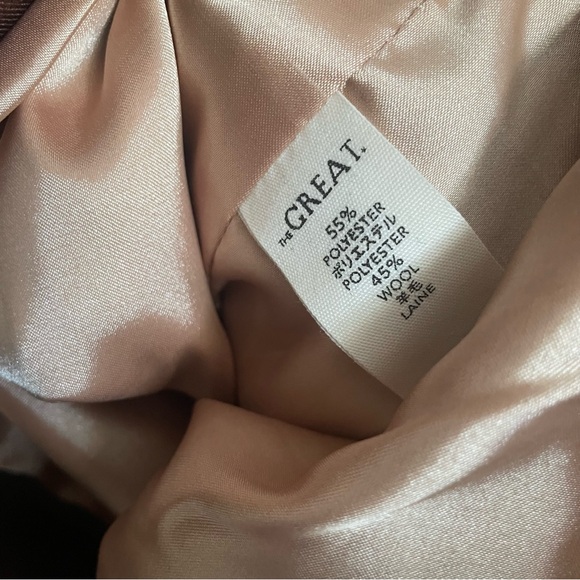 THE GREAT.
55%
POLYESTER
ポリエステル
POLYESTER
45%
WOOL
羊毛
LAINE